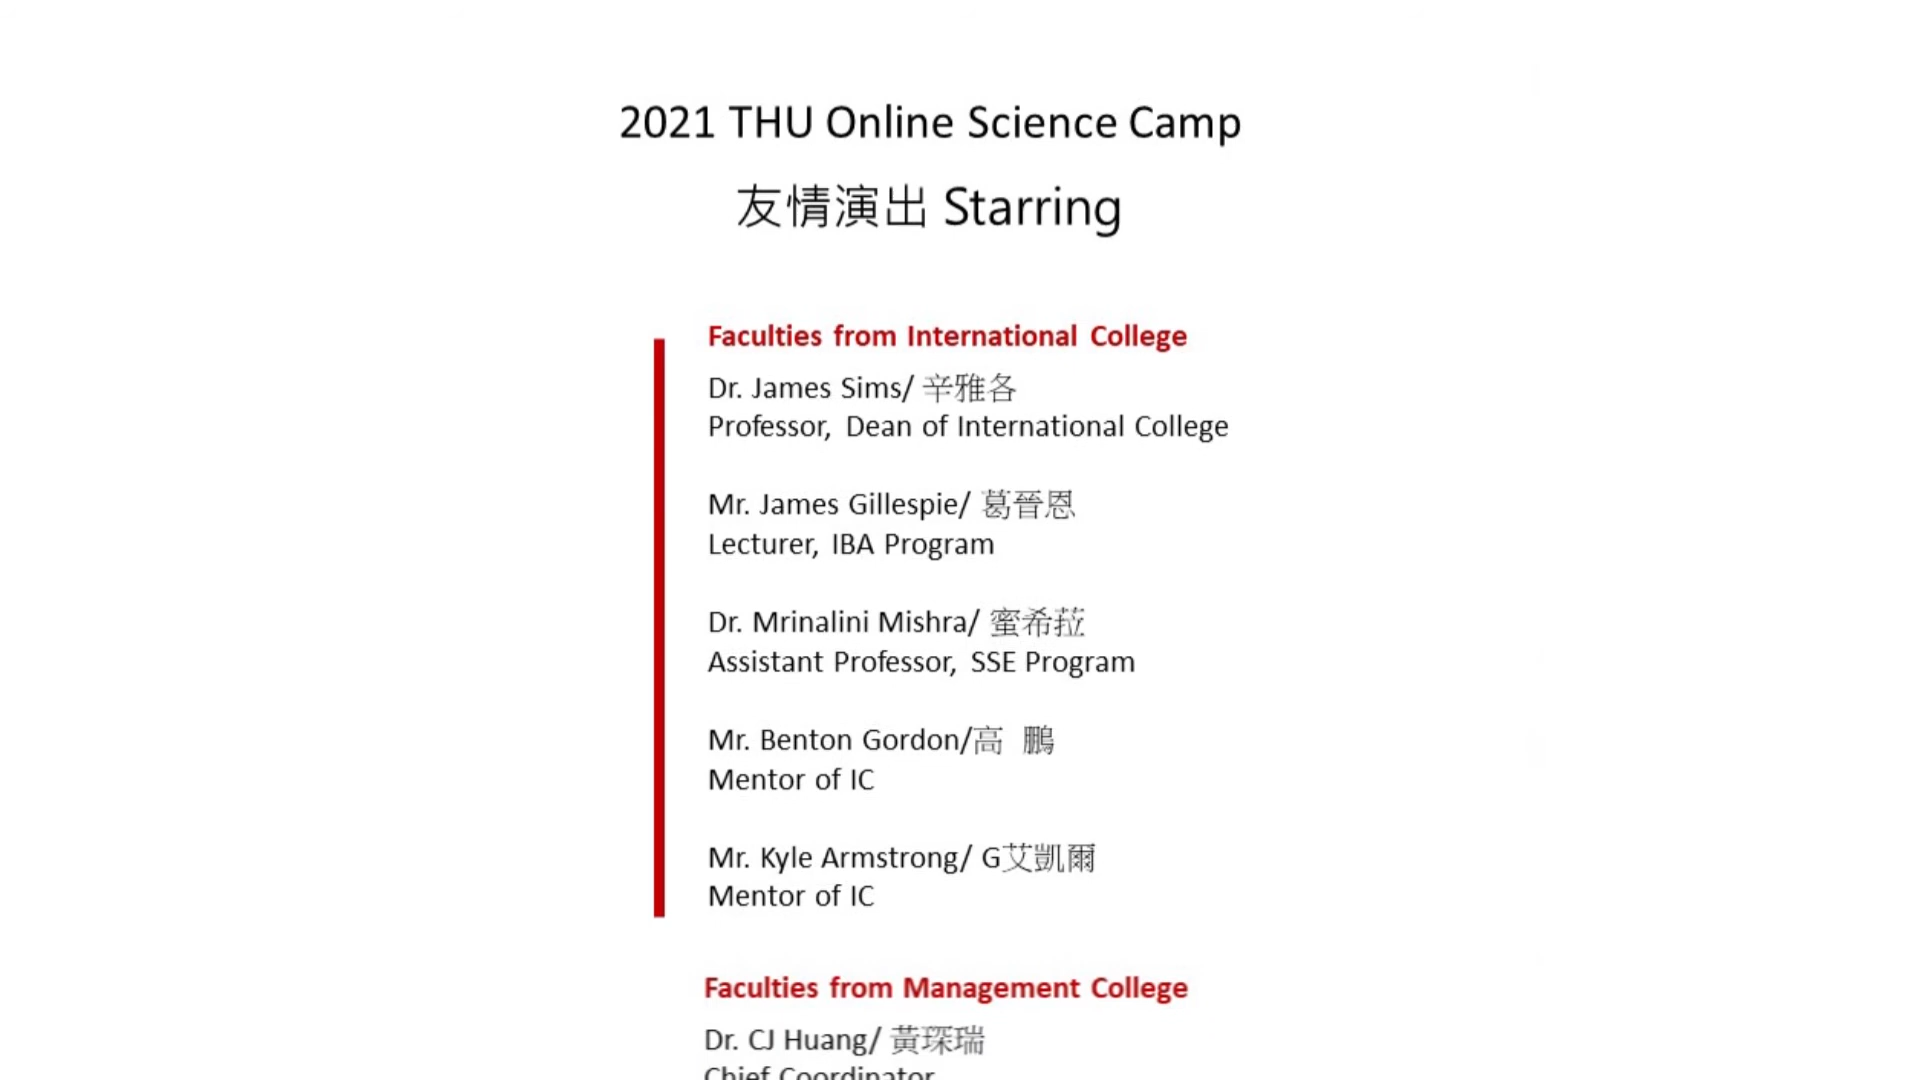 2021 THU Online Science Camp
友情演出 Starring
Faculties from International College
Dr. James Sims/ 辛雅各
Professor, Dean of International College
Mr. James Gillespie/ 葛晉恩
Lecturer, IBA Program
Dr. Mrinalini Mishra/ 蜜希菈
Assistant Professor, SSE Program
Mr. Benton Gordon/高 鵬
Mentor of IC
Mr. Kyle Armstrong/ G艾凱爾
Mentor of IC
Faculties from Management College
Dr. CJ Huang/ 黃琛瑞
Chief Coordinator